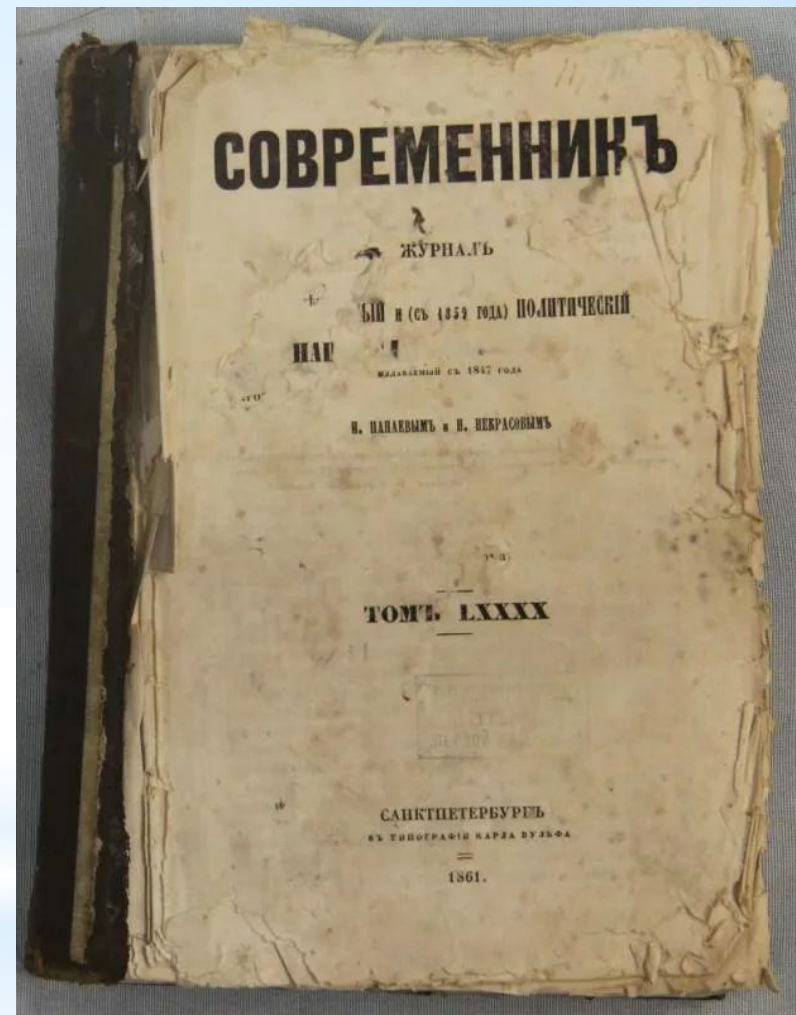 СОВРЕМЕННИКЪ
ЖУРНАЛЪ
И (СЪ 1859 ГОДА) ПОЛИТИЧЕСКІЙ
ИЗДАВАЕМЫЙ СЪ 1847 ГОДА
И. ПАНАЕВЫМЪ и Н. НЕКРАСОВЫМЪ
ТОМЪ LXXXX
САНКТПЕТЕРБУРГЪ
ВЪ ТИПОГРАФІИ КАРЛА ВУЛЬФА
1861.